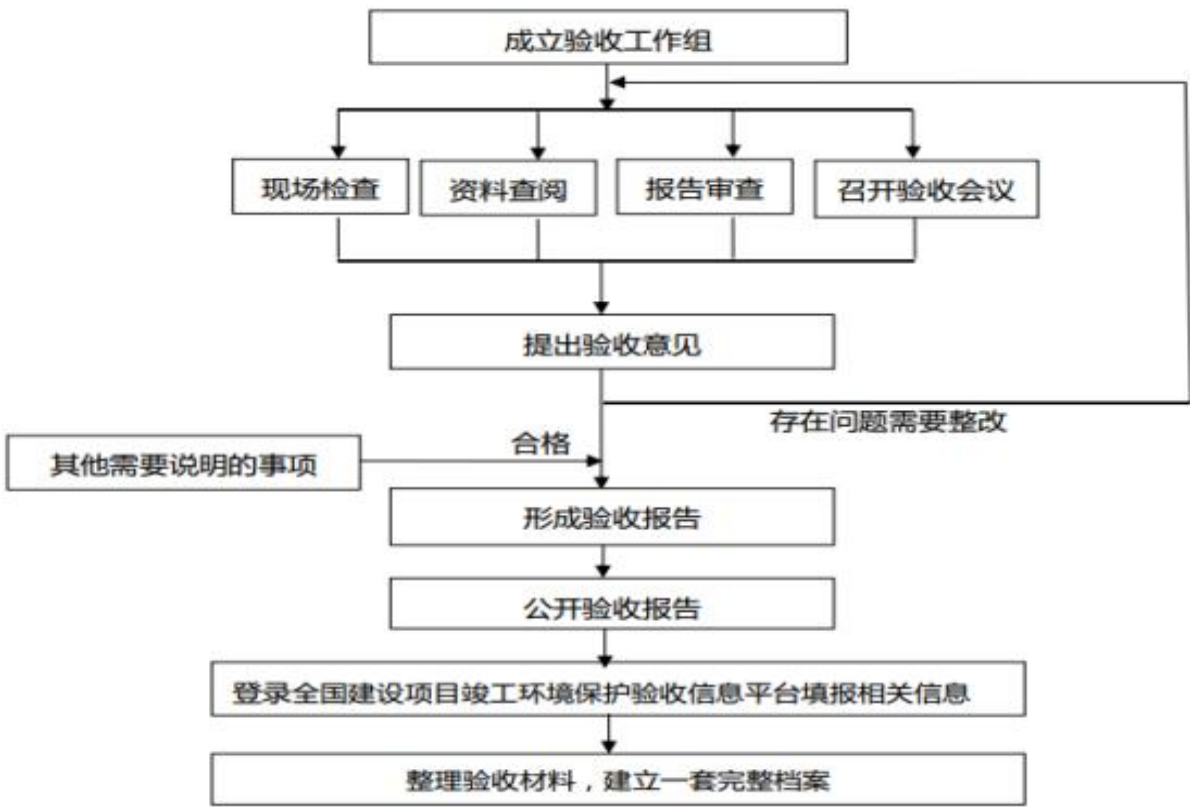 成立验收工作组
现场检查
资料查阅
报告审查
召开验收会议
提出验收意见
存在问题需要整改
合格
其他需要说明的事项
形成验收报告
公开验收报告
登录全国建设项目竣工环境保护验收信息平台填报相关信息
整理验收材料，建立一套完整档案